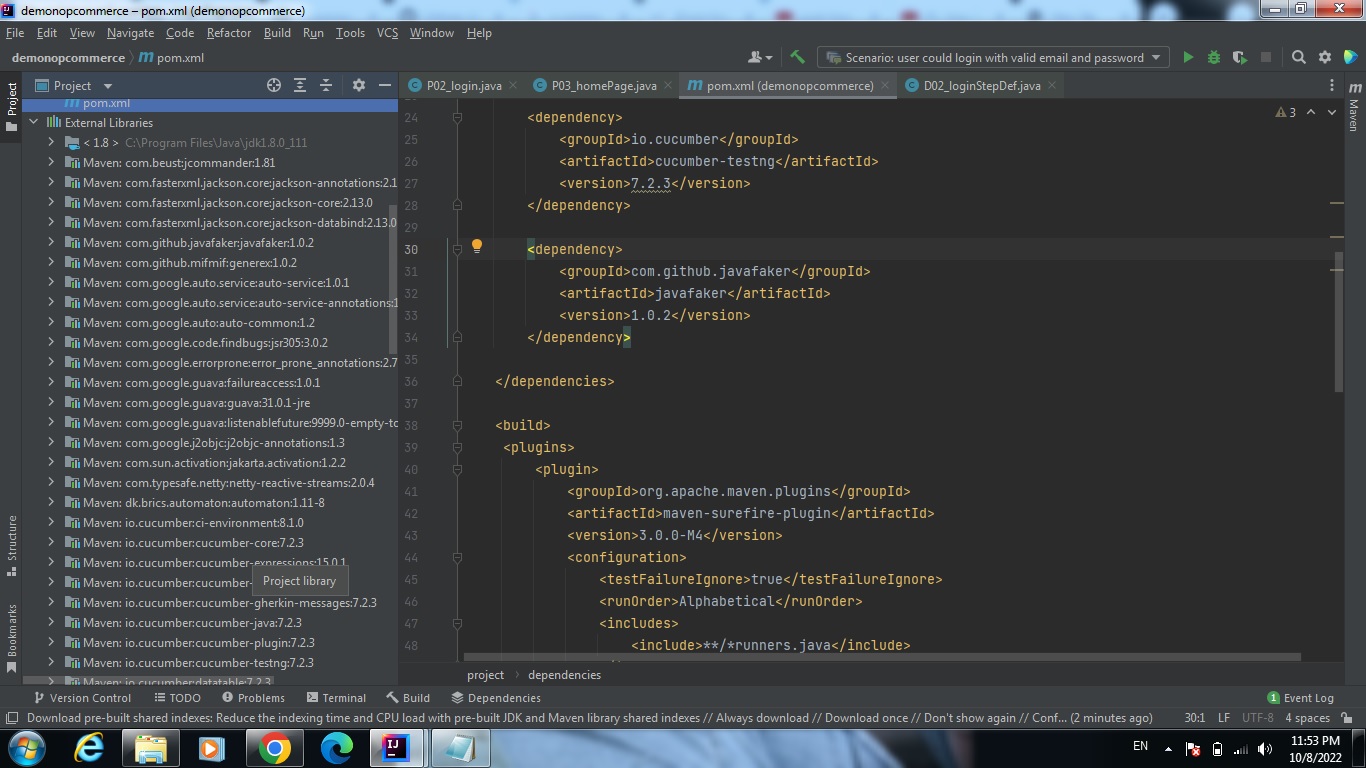 demonopcommerce – pom.xml (demonopcommerce)
File Edit View Navigate Code Refactor Build Run Tools VCS Window Help
demonopcommerce pom.xml
Scenario: user could login with valid email and password
Project
P02_login.java P03_homePage.java pom.xml (demonopcommerce) D02_loginStepDef.java
Project
Structure
Bookmarks
pom.xml
External Libraries
< 1.8 > C:\Program Files\Java\jdk1.8.0_111
Maven: com.beust:jcommander:1.81
Maven: com.fasterxml.jackson.core:jackson-annotations:2.1
Maven: com.fasterxml.jackson.core:jackson-core:2.13.0
Maven: com.fasterxml.jackson.core:jackson-databind:2.13.0
Maven: com.github.javafaker:javafaker:1.0.2
Maven: com.github.mifmif:generex:1.0.2
Maven: com.google.auto.service:auto-service:1.0.1
Maven: com.google.auto.service:auto-service-annotations:1
Maven: com.google.auto:auto-common:1.2
Maven: com.google.code.findbugs:jsr305:3.0.2
Maven: com.google.errorprone:error_prone_annotations:2.7
Maven: com.google.guava:failureaccess:1.0.1
Maven: com.google.guava:guava:31.0.1-jre
Maven: com.google.guava:listenablefuture:9999.0-empty-to
Maven: com.google.j2objc:j2objc-annotations:1.3
Maven: com.sun.activation:jakarta.activation:1.2.2
Maven: com.typesafe.netty:netty-reactive-streams:2.0.4
Maven: dk.brics.automaton:automaton:1.11-8
Maven: io.cucumber:ci-environment:8.1.0
Maven: io.cucumber:cucumber-core:7.2.3
Maven: io.cucumber:cucumber-expressions:15.0.1
Maven: io.cucumber:cucumber-
Project library
Maven: io.cucumber:cucumber-gherkin-messages:7.2.3
Maven: io.cucumber:cucumber-java:7.2.3
Maven: io.cucumber:cucumber-plugin:7.2.3
Maven: io.cucumber:cucumber-testng:7.2.3
Maven: io.cucumber:datatable:7.2.3
24 <dependency>
25 <groupId>io.cucumber</groupId>
26 <artifactId>cucumber-testng</artifactId>
27 <version>7.2.3</version>
28 </dependency>
29
30 <dependency>
31 <groupId>com.github.javafaker</groupId>
32 <artifactId>javafaker</artifactId>
33 <version>1.0.2</version>
34 </dependency>
35
36 </dependencies>
37
38 <build>
39 <plugins>
40 <plugin>
41 <groupId>org.apache.maven.plugins</groupId>
42 <artifactId>maven-surefire-plugin</artifactId>
43 <version>3.0.0-M4</version>
44 <configuration>
45 <testFailureIgnore>true</testFailureIgnore>
46 <runOrder>Alphabetical</runOrder>
47 <includes>
48 <include>**/*runners.java</include>
3
Maven
project dependencies
Version Control TODO Problems Terminal Build Dependencies 1 Event Log
Download pre-built shared indexes: Reduce the indexing time and CPU load with pre-built JDK and Maven library shared indexes // Always download // Download once // Don't show again // Conf... (2 minutes ago) 30:1 LF UTF-8 4 spaces
EN 11:53 PM
10/8/2022